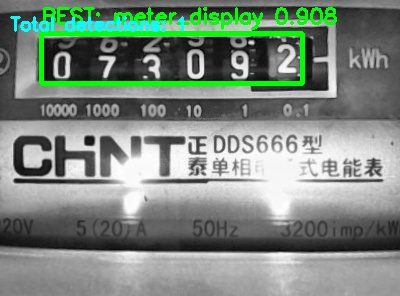 BEST: meter_display 0.908
Total detections: 1
0 7 3 0 9 2 kWh
10000 1000 100 10 1 0.1
CHNT 正泰 DDS666型
单相 式电能表
220V 5(20)A 50Hz 3200imp/kW